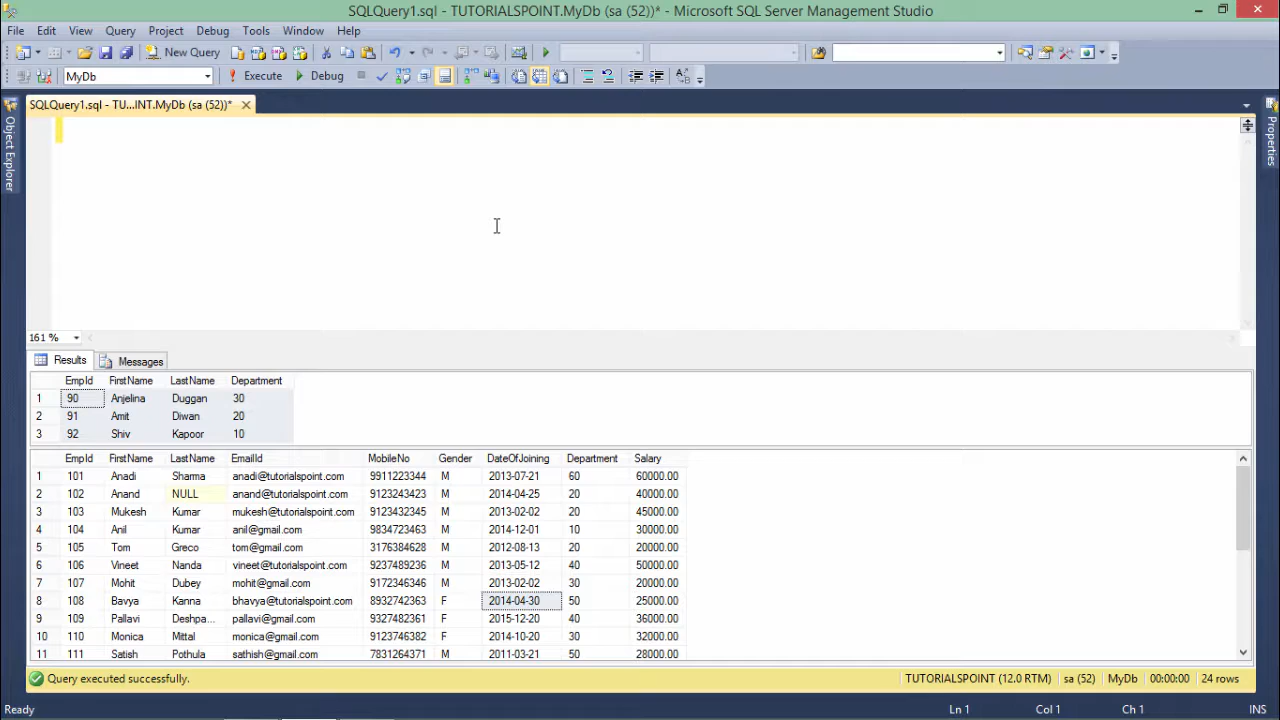 SQLQuery1.sql - TUTORIALSPOINT.MyDb (sa (52))* - Microsoft SQL Server Management Studio
File Edit View Query Project Debug Tools Window Help
New Query
MyDb Execute Debug
SQLQuery1.sql - TU...INT.MyDb (sa (52))*
Object Explorer
Properties
161 %
Results Messages
EmpId FirstName LastName Department
1 90 Anjelina Duggan 30
2 91 Amit Diwan 20
3 92 Shiv Kapoor 10
EmpId FirstName LastName EmailId MobileNo Gender DateOfJoining Department Salary
1 101 Anadi Sharma anadi@tutorialspoint.com 9911223344 M 2013-07-21 60 60000.00
2 102 Anand NULL anand@tutorialspoint.com 9123243423 M 2014-04-25 20 40000.00
3 103 Mukesh Kumar mukesh@tutorialspoint.com 9123432345 M 2013-02-02 20 45000.00
4 104 Anil Kumar anil@gmail.com 9834723463 M 2014-12-01 10 30000.00
5 105 Tom Greco tom@gmail.com 3176384628 M 2012-08-13 20 20000.00
6 106 Vineet Nanda vineet@tutorialspoint.com 9237489236 M 2013-05-12 40 50000.00
7 107 Mohit Dubey mohit@gmail.com 9172346346 M 2013-02-02 30 20000.00
8 108 Bavya Kanna bhavya@tutorialspoint.com 8932742363 F 2014-04-30 50 25000.00
9 109 Pallavi Deshpa... pallavi@gmail.com 9327482361 F 2015-12-20 40 36000.00
10 110 Monica Mittal monica@gmail.com 9123746382 F 2014-10-20 30 32000.00
11 111 Satish Pothula sathish@gmail.com 7831264371 M 2011-03-21 50 28000.00
Query executed successfully. TUTORIALSPOINT (12.0 RTM) sa (52) MyDb 00:00:00 24 rows
Ready Ln 1 Col 1 Ch 1 INS